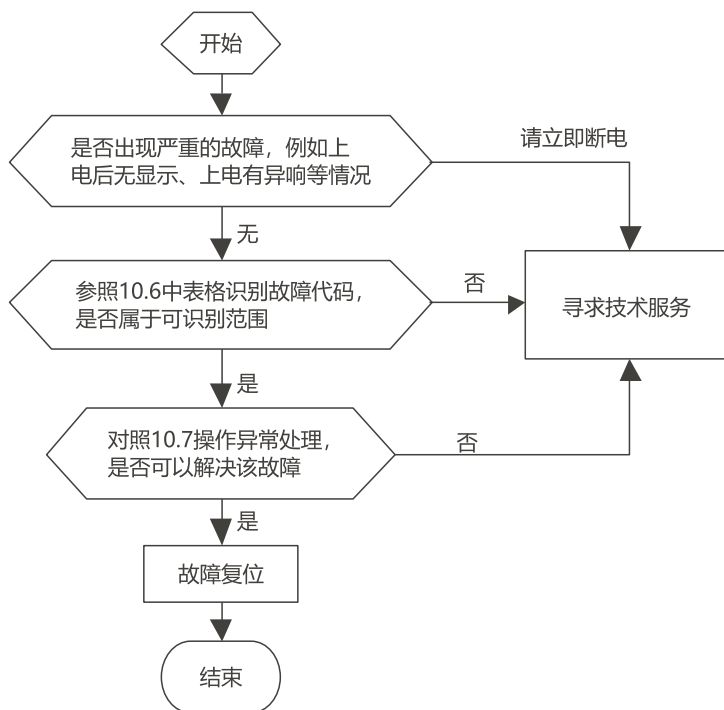 开始
是否出现严重的故障，例如上
电后无显示、上电有异响等情况
请立即断电
无
参照10.6中表格识别故障代码，
是否属于可识别范围
否
寻求技术服务
是
对照10.7操作异常处理，
是否可以解决该故障
否
是
故障复位
结束